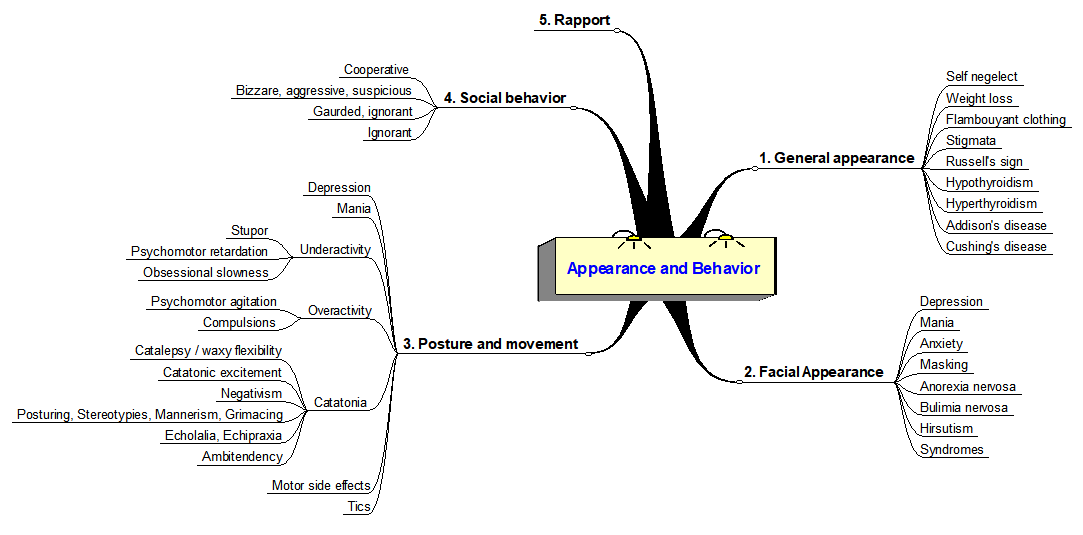 Appearance and Behavior
1. General appearance
Self negelect
Weight loss
Flambouyant clothing
Stigmata
Russell's sign
Hypothyroidism
Hyperthyroidism
Addison's disease
Cushing's disease
2. Facial Appearance
Depression
Mania
Anxiety
Masking
Anorexia nervosa
Bulimia nervosa
Hirsutism
Syndromes
3. Posture and movement
Depression
Mania
Underactivity
Stupor
Psychomotor retardation
Obsessional slowness
Overactivity
Psychomotor agitation
Compulsions
Catatonia
Catalepsy / waxy flexibility
Catatonic excitement
Negativism
Posturing, Stereotypies, Mannerism, Grimacing
Echolalia, Echipraxia
Ambitendency
Motor side effects
Tics
4. Social behavior
Cooperative
Bizzare, aggressive, suspicious
Gaurded, ignorant
Ignorant
5. Rapport